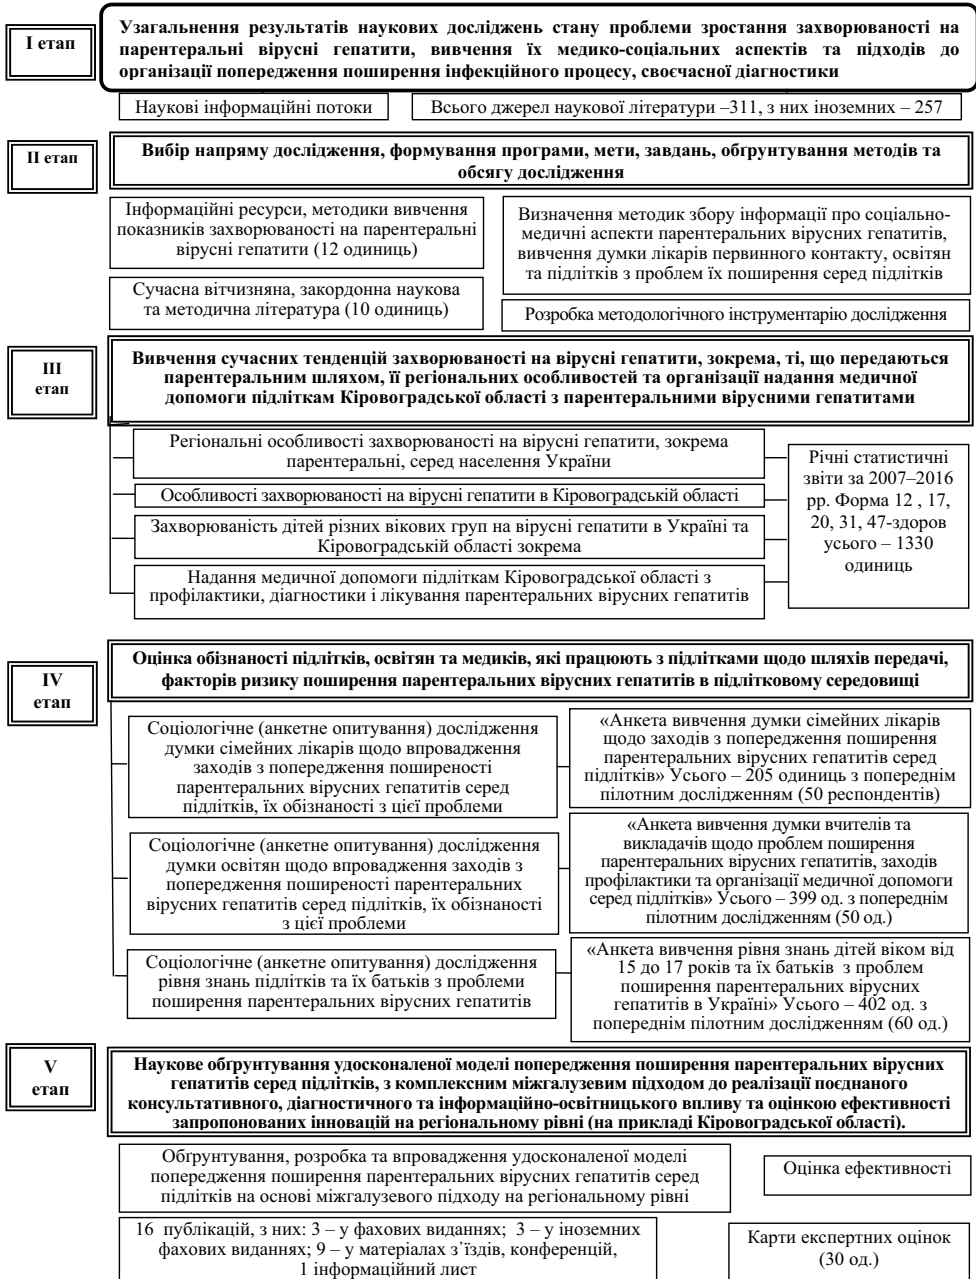 І етап
Узагальнення результатів наукових досліджень стану проблеми зростання захворюваності на
парентеральні вірусні гепатити, вивчення їх медико-соціальних аспектів та підходів до
організації попередження поширення інфекційного процесу, своєчасної діагностики
Наукові інформаційні потоки
Всього джерел наукової літератури –311, з них іноземних – 257
ІІ етап
Вибір напряму дослідження, формування програми, мети, завдань, обґрунтування методів та
обсягу дослідження
Інформаційні ресурси, методики вивчення
показників захворюваності на парентеральні
вірусні гепатити (12 одиниць)
Визначення методик збору інформації про соціально-
медичні аспекти парентеральних вірусних гепатитів,
вивчення думки лікарів первинного контакту, освітян
та підлітків з проблем їх поширення серед підлітків
Сучасна вітчизняна, закордонна наукова
та методична література (10 одиниць)
Розробка методологічного інструментарію дослідження
ІІІ
етап
Вивчення сучасних тенденцій захворюваності на вірусні гепатити, зокрема, ті, що передаються
парентеральним шляхом, її регіональних особливостей та організації надання медичної
допомоги підліткам Кіровоградської області з парентеральними вірусними гепатитами
Регіональні особливості захворюваності на вірусні гепатити, зокрема
парентеральні, серед населення України
Особливості захворюваності на вірусні гепатити в Кіровоградській області
Захворюваність дітей різних вікових груп на вірусні гепатити в Україні та
Кіровоградській області зокрема
Надання медичної допомоги підліткам Кіровоградської області з
профілактики, діагностики і лікування парентеральних вірусних гепатитів
Річні статистичні
звіти за 2007–2016
рр. Форма 12 , 17,
20, 31, 47-здоров
усього – 1330
одиниць
IV
етап
Оцінка обізнаності підлітків, освітян та медиків, які працюють з підлітками щодо шляхів передачі,
факторів ризику поширення парентеральних вірусних гепатитів в підлітковому середовищі
Соціологічне (анкетне опитування) дослідження
думки сімейних лікарів щодо впровадження
заходів з попередження поширеності
парентеральних вірусних гепатитів серед
підлітків, їх обізнаності з цієї проблеми
«Анкета вивчення думки сімейних лікарів
щодо заходів з попередження поширення
парентеральних вірусних гепатитів серед
підлітків» Усього – 205 одиниць з попереднім
пілотним дослідженням (50 респондентів)
Соціологічне (анкетне опитування) дослідження
думки освітян щодо впровадження заходів з
попередження поширеності парентеральних
вірусних гепатитів серед підлітків, їх обізнаності
з цієї проблеми
«Анкета вивчення думки вчителів та
викладачів щодо проблем поширення
парентеральних вірусних гепатитів, заходів
профілактики та організації медичної допомоги
серед підлітків» Усього – 399 од. з попереднім
пілотним дослідженням (50 од.)
Соціологічне (анкетне опитування) дослідження
рівня знань підлітків та їх батьків з проблеми
поширення парентеральних вірусних гепатитів
«Анкета вивчення рівня знань дітей віком від
15 до 17 років та їх батьків з проблем
поширення парентеральних вірусних
гепатитів в Україні» Усього – 402 од. з
попереднім пілотним дослідженням (60 од.)
V
етап
Наукове обґрунтування удосконаленої моделі попередження поширення парентеральних вірусних
гепатитів серед підлітків, з комплексним міжгалузевим підходом до реалізації поєднаного
консультативного, діагностичного та інформаційно-освітницького впливу та оцінкою ефективності
запропонованих інновацій на регіональному рівні (на прикладі Кіровоградської області).
Обґрунтування, розробка та впровадження удосконаленої моделі
попередження поширення парентеральних вірусних гепатитів серед
підлітків на основі міжгалузевого підходу на регіональному рівні
Оцінка ефективності
16 публікацій, з них: 3 – у фахових виданнях; 3 – у іноземних
фахових виданнях; 9 – у матеріалах з’їздів, конференцій,
1 інформаційний лист
Карти експертних оцінок
(30 од.)